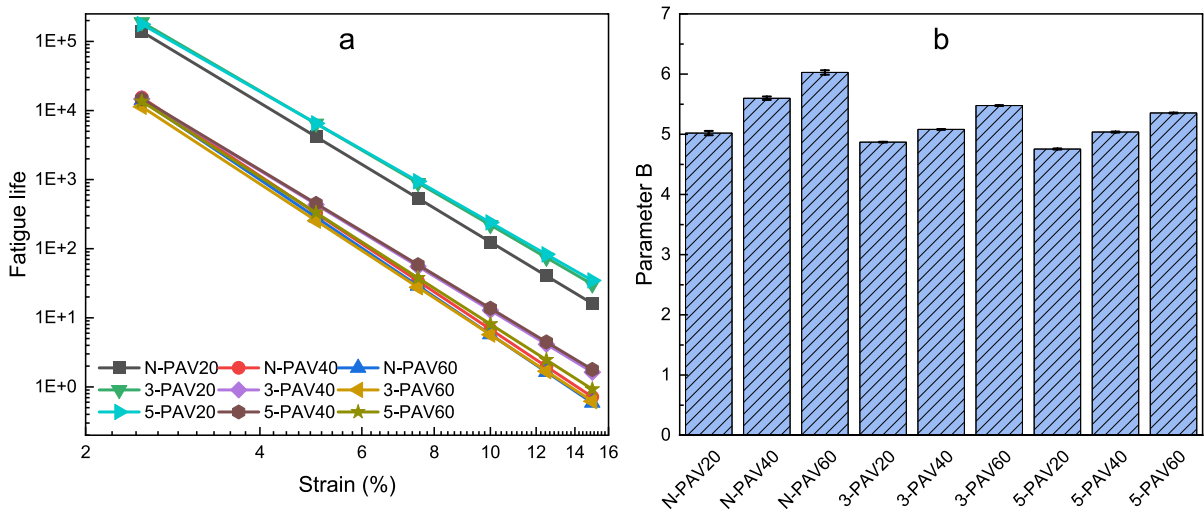 a
1E+5
1E+4
1E+3
1E+2
1E+1
1E+0
Fatigue life
N-PAV20 N-PAV40 N-PAV60
3-PAV20 3-PAV40 3-PAV60
5-PAV20 5-PAV40 5-PAV60
2 4 6 8 10 12 14 16
Strain (%)
b
7
6
5
4
3
2
1
0
Parameter B
N-PAV20 N-PAV40 N-PAV60 3-PAV20 3-PAV40 3-PAV60 5-PAV20 5-PAV40 5-PAV60